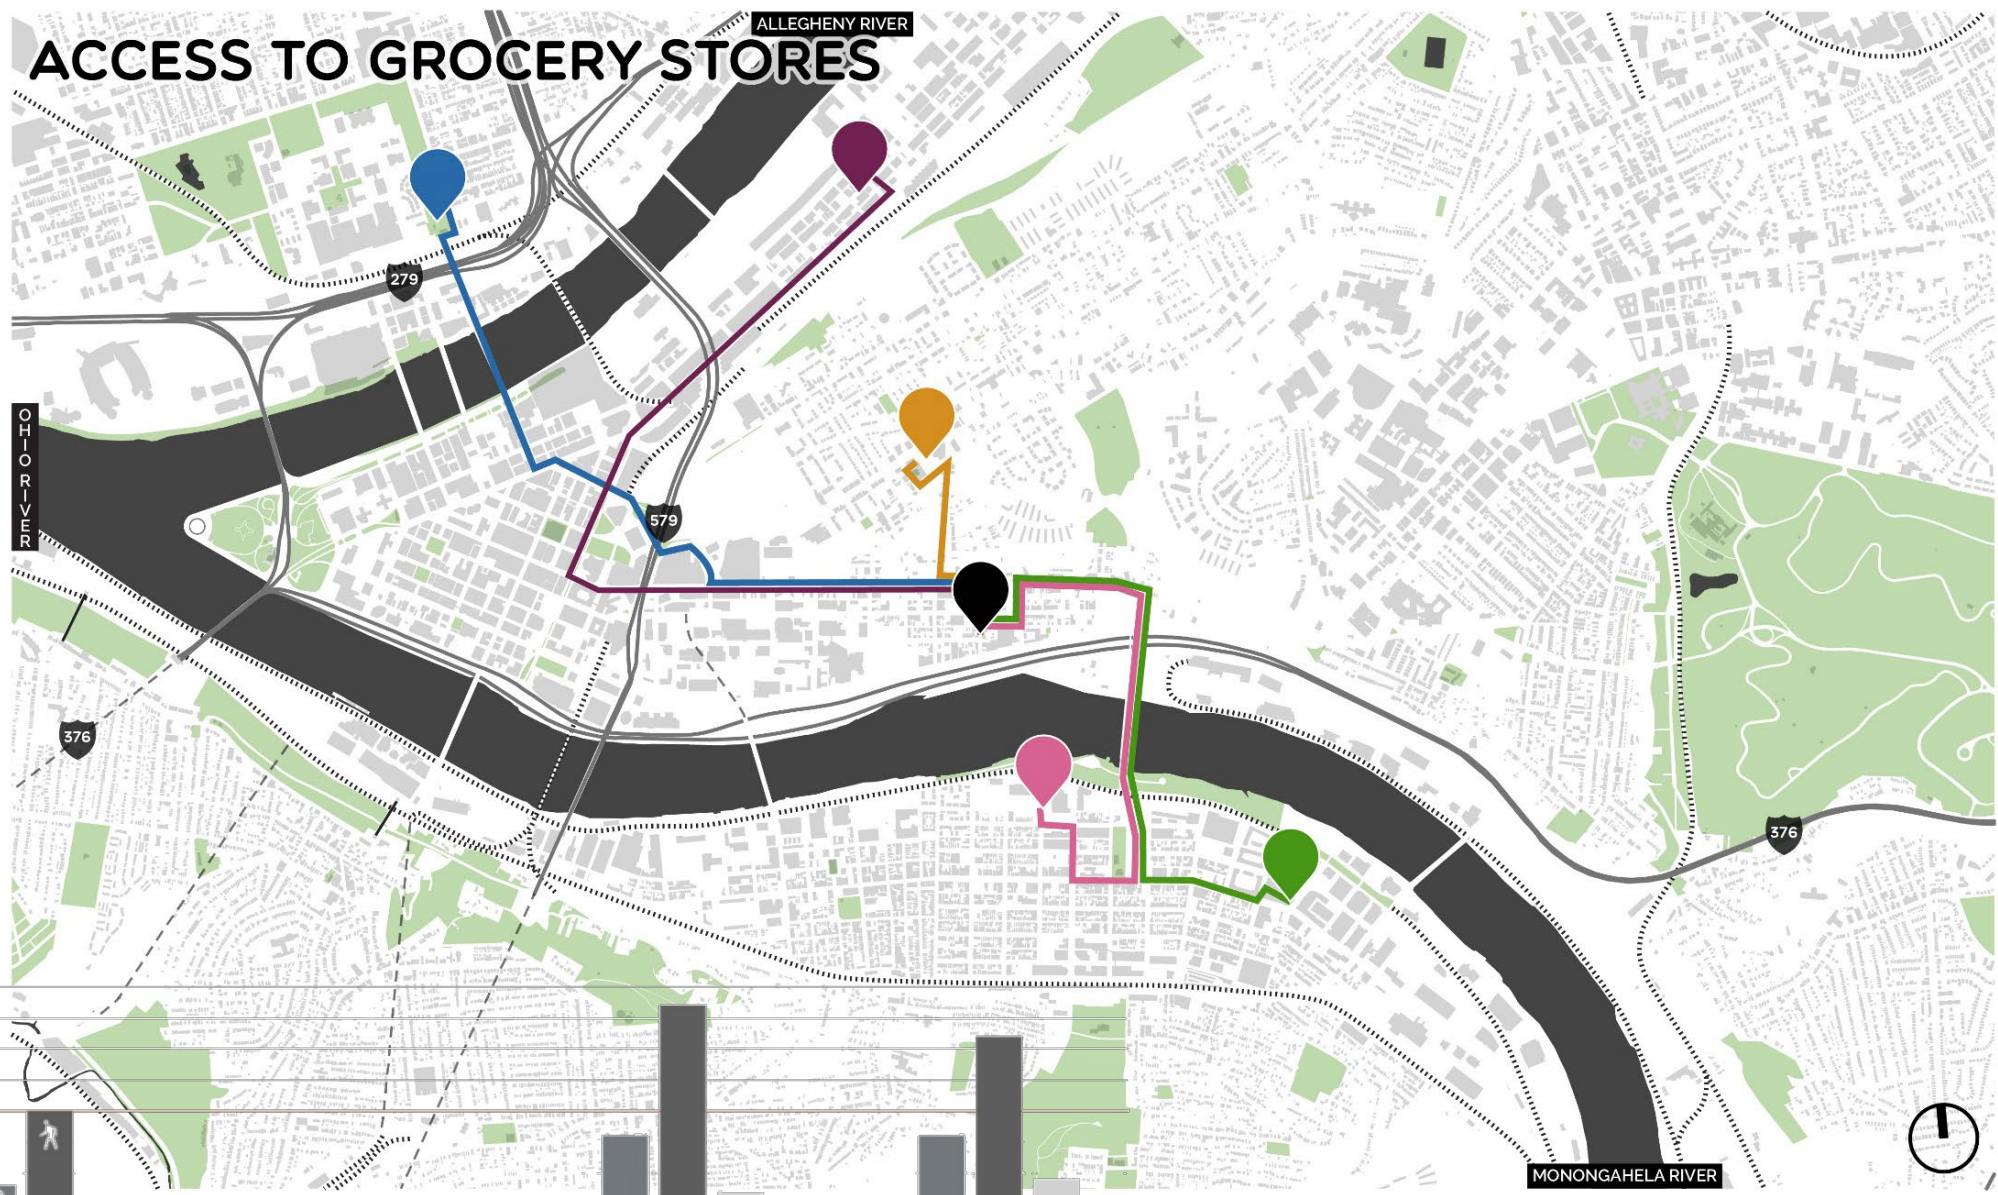 ALLEGHENY RIVER
ACCESS TO GROCERY STORES
279
OHIO RIVER
579
376
376
MONONGAHELA RIVER